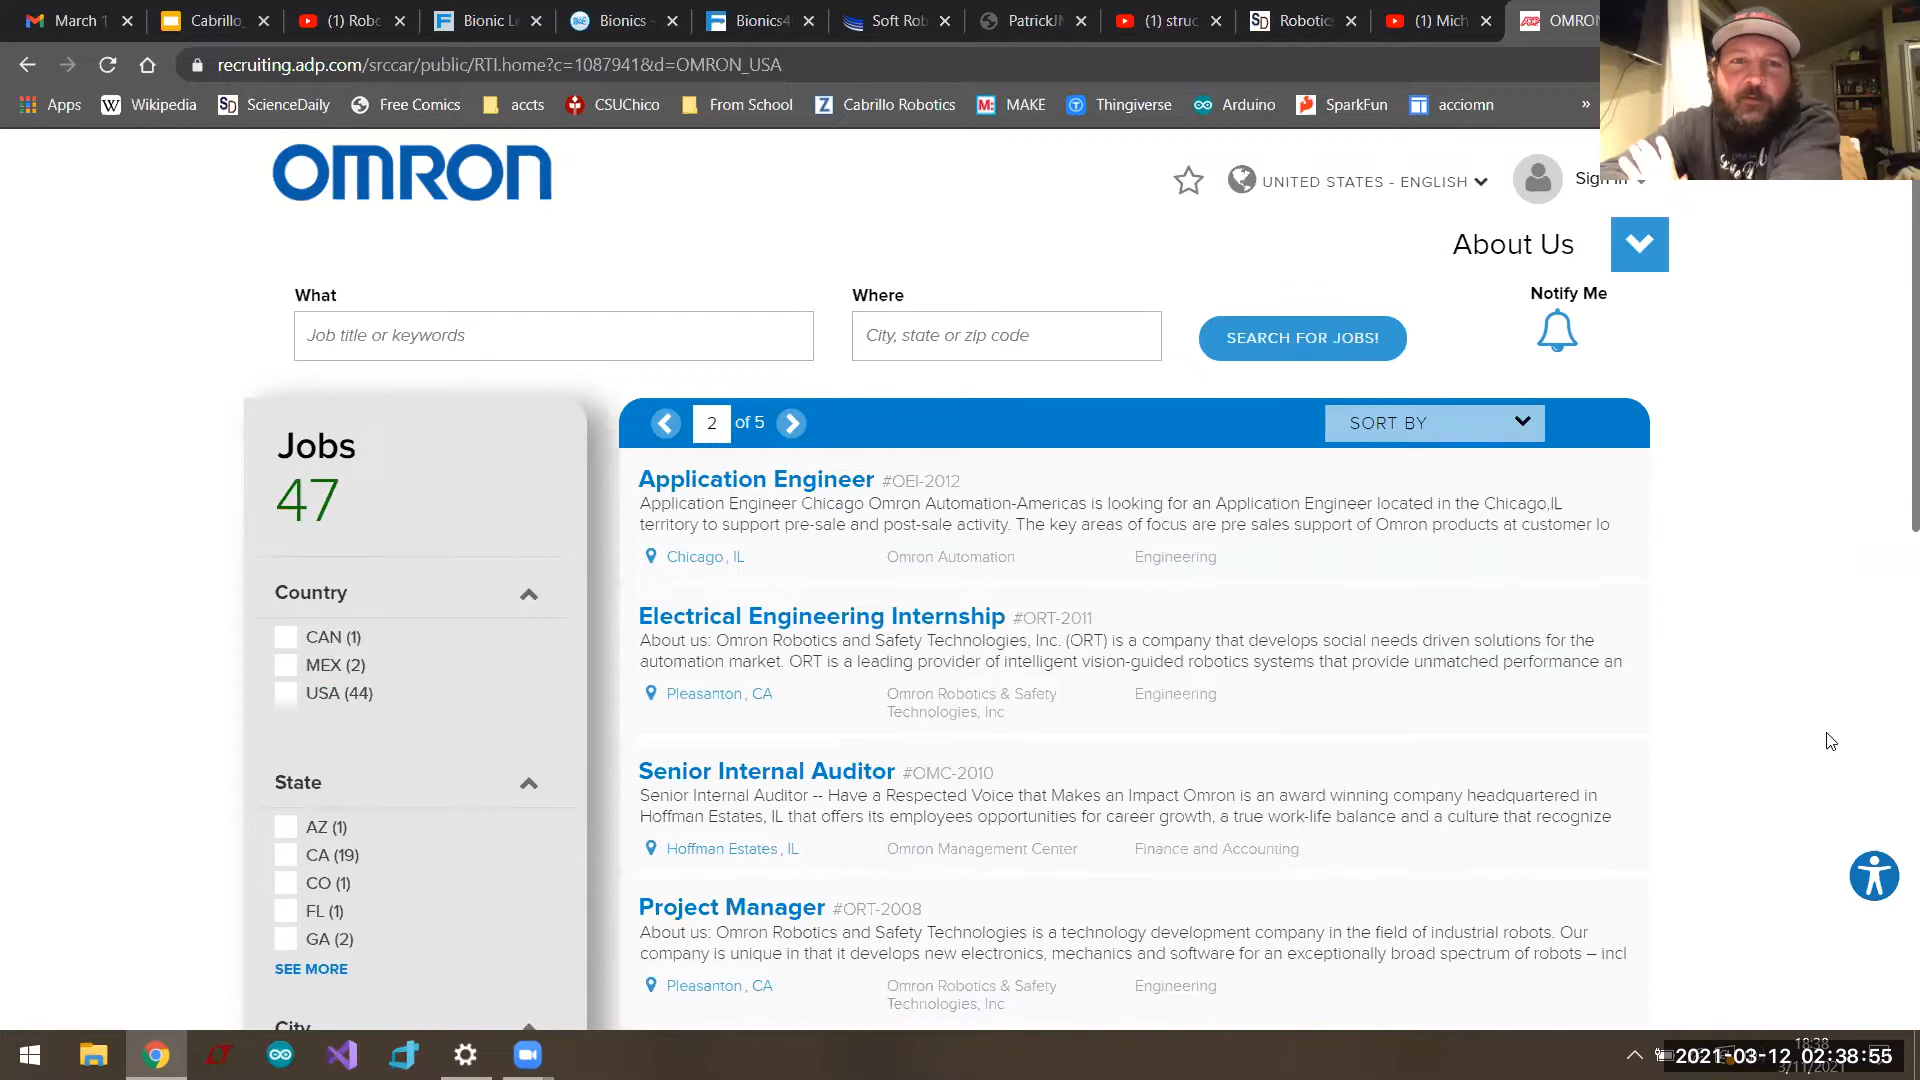 March 1
Cabrillo_
(1) Robo
Bionic Le
Bionics -
Bionics4
Soft Rob
PatrickJN
(1) struc
Robotic
(1) Mich
OMRON
recruiting.adp.com/srccar/public/RTI.home?c=1087941&d=OMRON_USA
Apps
Wikipedia
ScienceDaily
Free Comics
accts
CSUChico
From School
Cabrillo Robotics
MAKE
Thingiverse
Arduino
SparkFun
acciomn
»
OMRON
UNITED STATES - ENGLISH
About Us
What
Where
Notify Me
Job title or keywords
City, state or zip code
SEARCH FOR JOBS!
Jobs
47
Country
CAN (1)
MEX (2)
USA (44)
State
AZ (1)
CA (19)
CO (1)
FL (1)
GA (2)
SEE MORE
City
2 of 5
SORT BY
Application Engineer #OEI-2012
Application Engineer Chicago Omron Automation-Americas is looking for an Application Engineer located in the Chicago,IL
territory to support pre-sale and post-sale activity. The key areas of focus are pre sales support of Omron products at customer lo
Chicago, IL
Omron Automation
Engineering
Electrical Engineering Internship #ORT-2011
About us: Omron Robotics and Safety Technologies, Inc. (ORT) is a company that develops social needs driven solutions for the
automation market. ORT is a leading provider of intelligent vision-guided robotics systems that provide unmatched performance an
Pleasanton, CA
Omron Robotics & Safety
Technologies, Inc
Engineering
Senior Internal Auditor #OMC-2010
Senior Internal Auditor -- Have a Respected Voice that Makes an Impact Omron is an award winning company headquartered in
Hoffman Estates, IL that offers its employees opportunities for career growth, a true work-life balance and a culture that recognize
Hoffman Estates, IL
Omron Management Center
Finance and Accounting
Project Manager #ORT-2008
About us: Omron Robotics and Safety Technologies is a technology development company in the field of industrial robots. Our
company is unique in that it develops new electronics, mechanics and software for an exceptionally broad spectrum of robots – incl
Pleasanton, CA
Omron Robotics & Safety
Technologies, Inc
Engineering
18:38
2021-03-12 02:38:55
3/11/2021